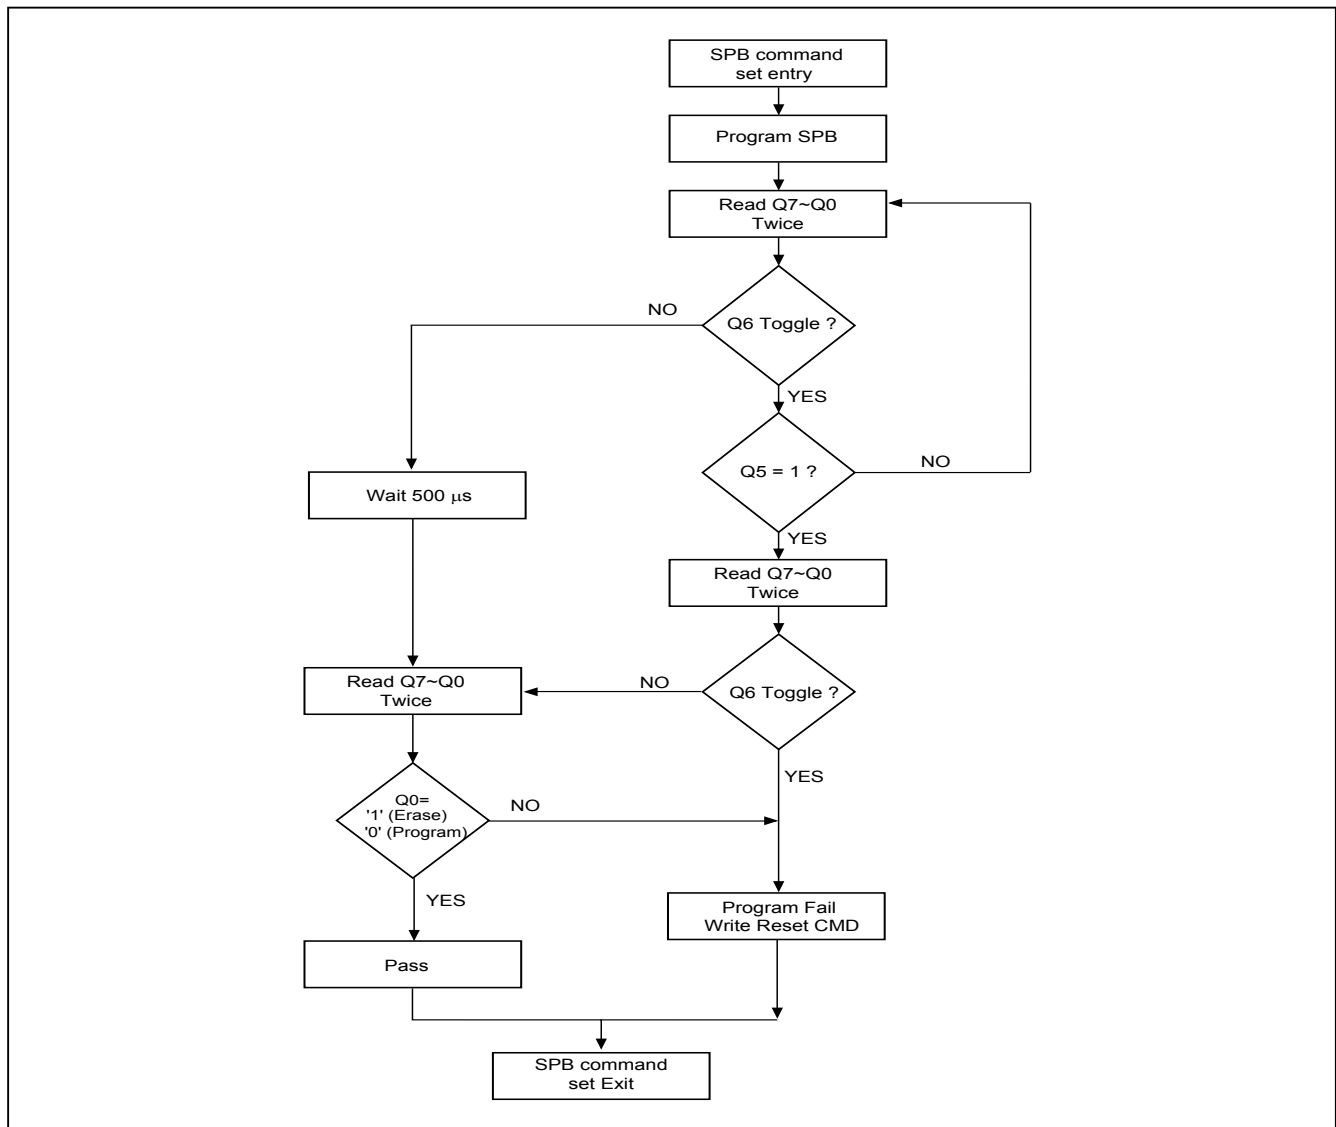 SPB command
set entry
Program SPB
Read Q7~Q0
Twice
NO
Q6 Toggle ?
YES
Q5 = 1 ?
NO
Wait 500 µs
YES
Read Q7~Q0
Twice
Read Q7~Q0
Twice
NO
Q6 Toggle ?
YES
Q0=
'1' (Erase)
'0' (Program)
NO
YES
Program Fail
Write Reset CMD
Pass
SPB command
set Exit